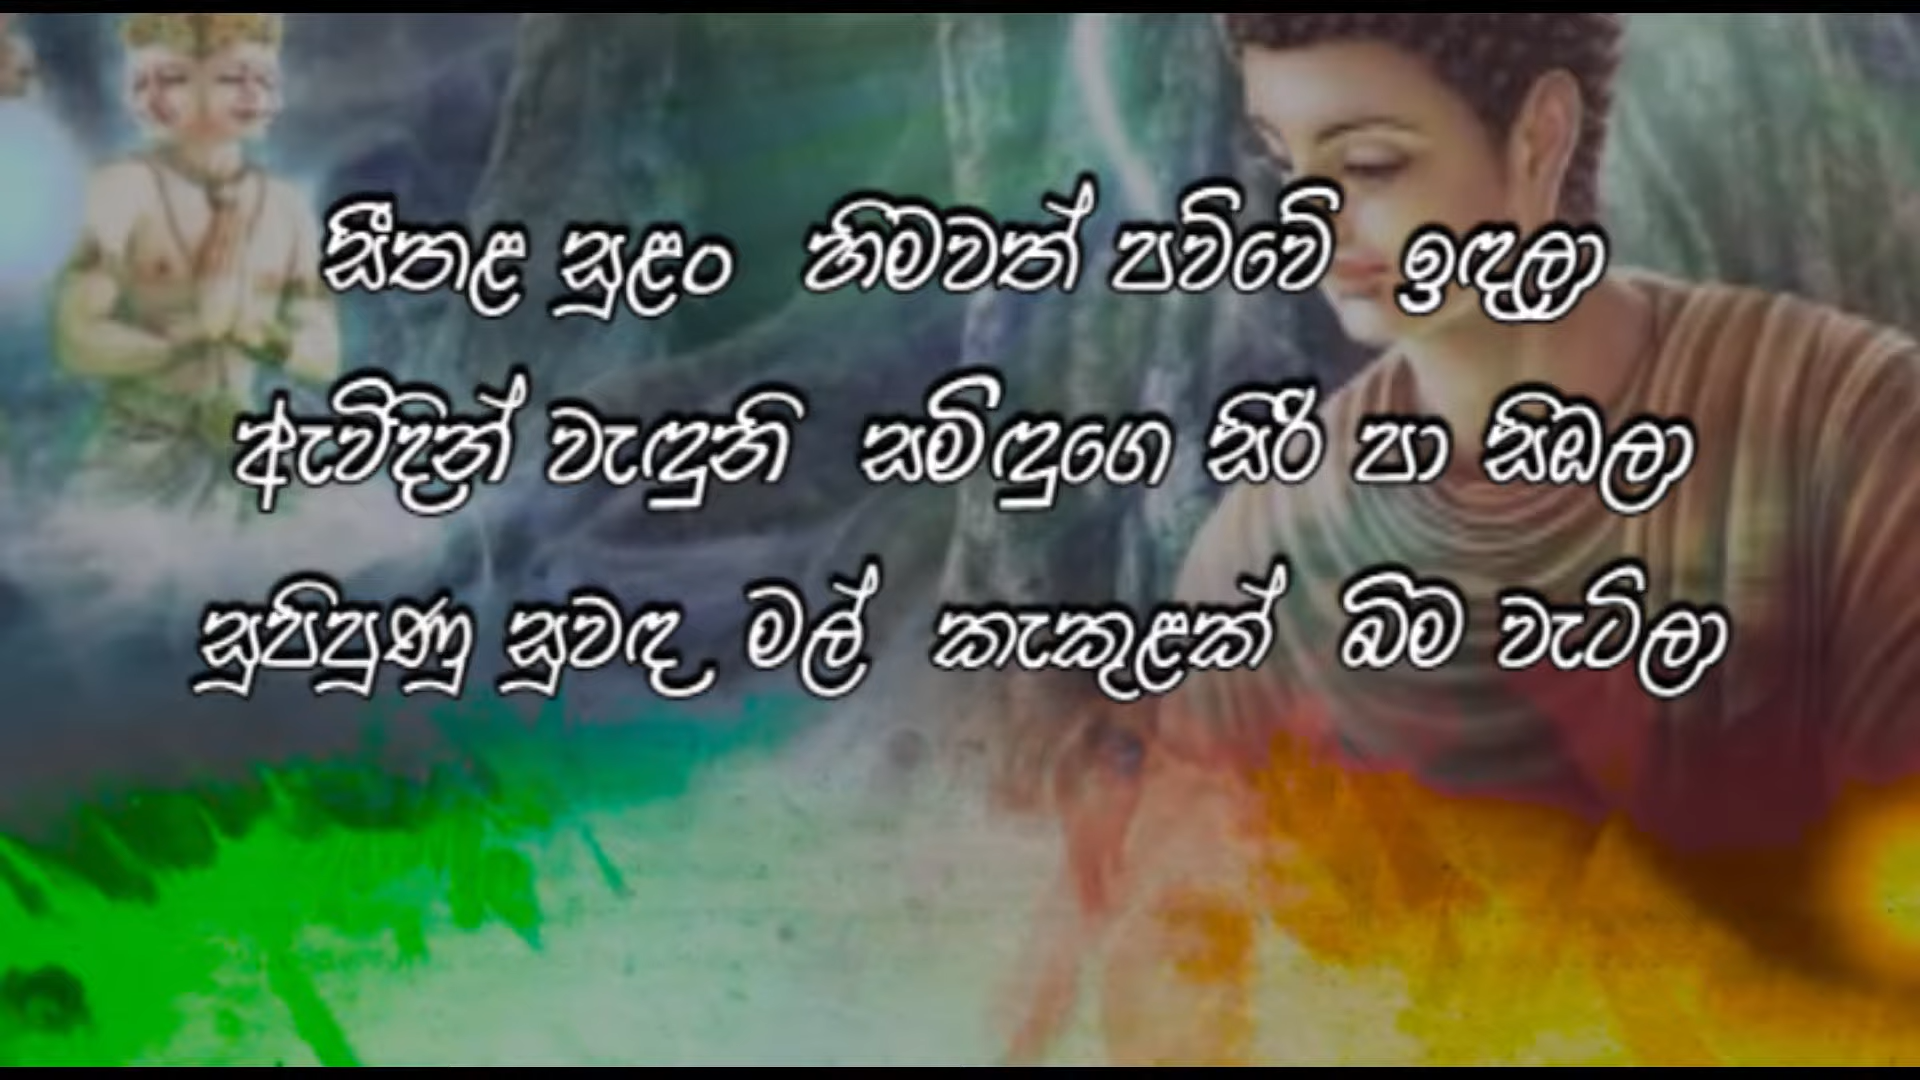 සීතළ සූළං හිමවත් පව්වේ ඉඳලා
ඇවිදින් වැඳුනි සමිඳුගෙ සිරි පා සිඹලා
සුපිපුණු සුවඳ මල් කැකුළක් බිම වැටිලා